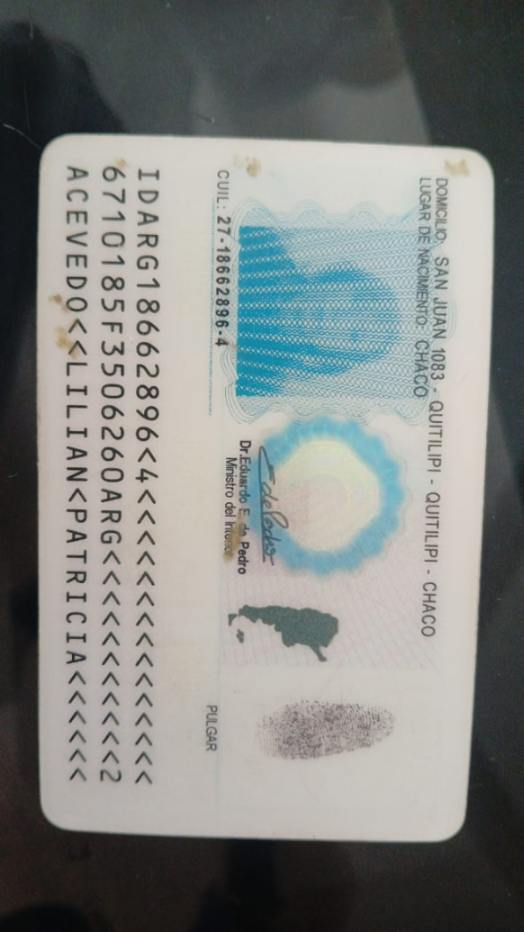 DOMICILIO: SAN JUAN 1083 - QUITILIPI - QUITILIPI - CHACO
LUGAR DE NACIMIENTO: CHACO
CUIL: 27-18662896-4
Dr. Eduardo E. de Pedro
Ministro del Interior
PULGAR
IDARG18662896<4<<<<<<<<<<<<<<<
6710185F3506260ARG<<<<<<<<<<<2
ACEVEDO<<LILIAN<PATRICIA<<<<<<